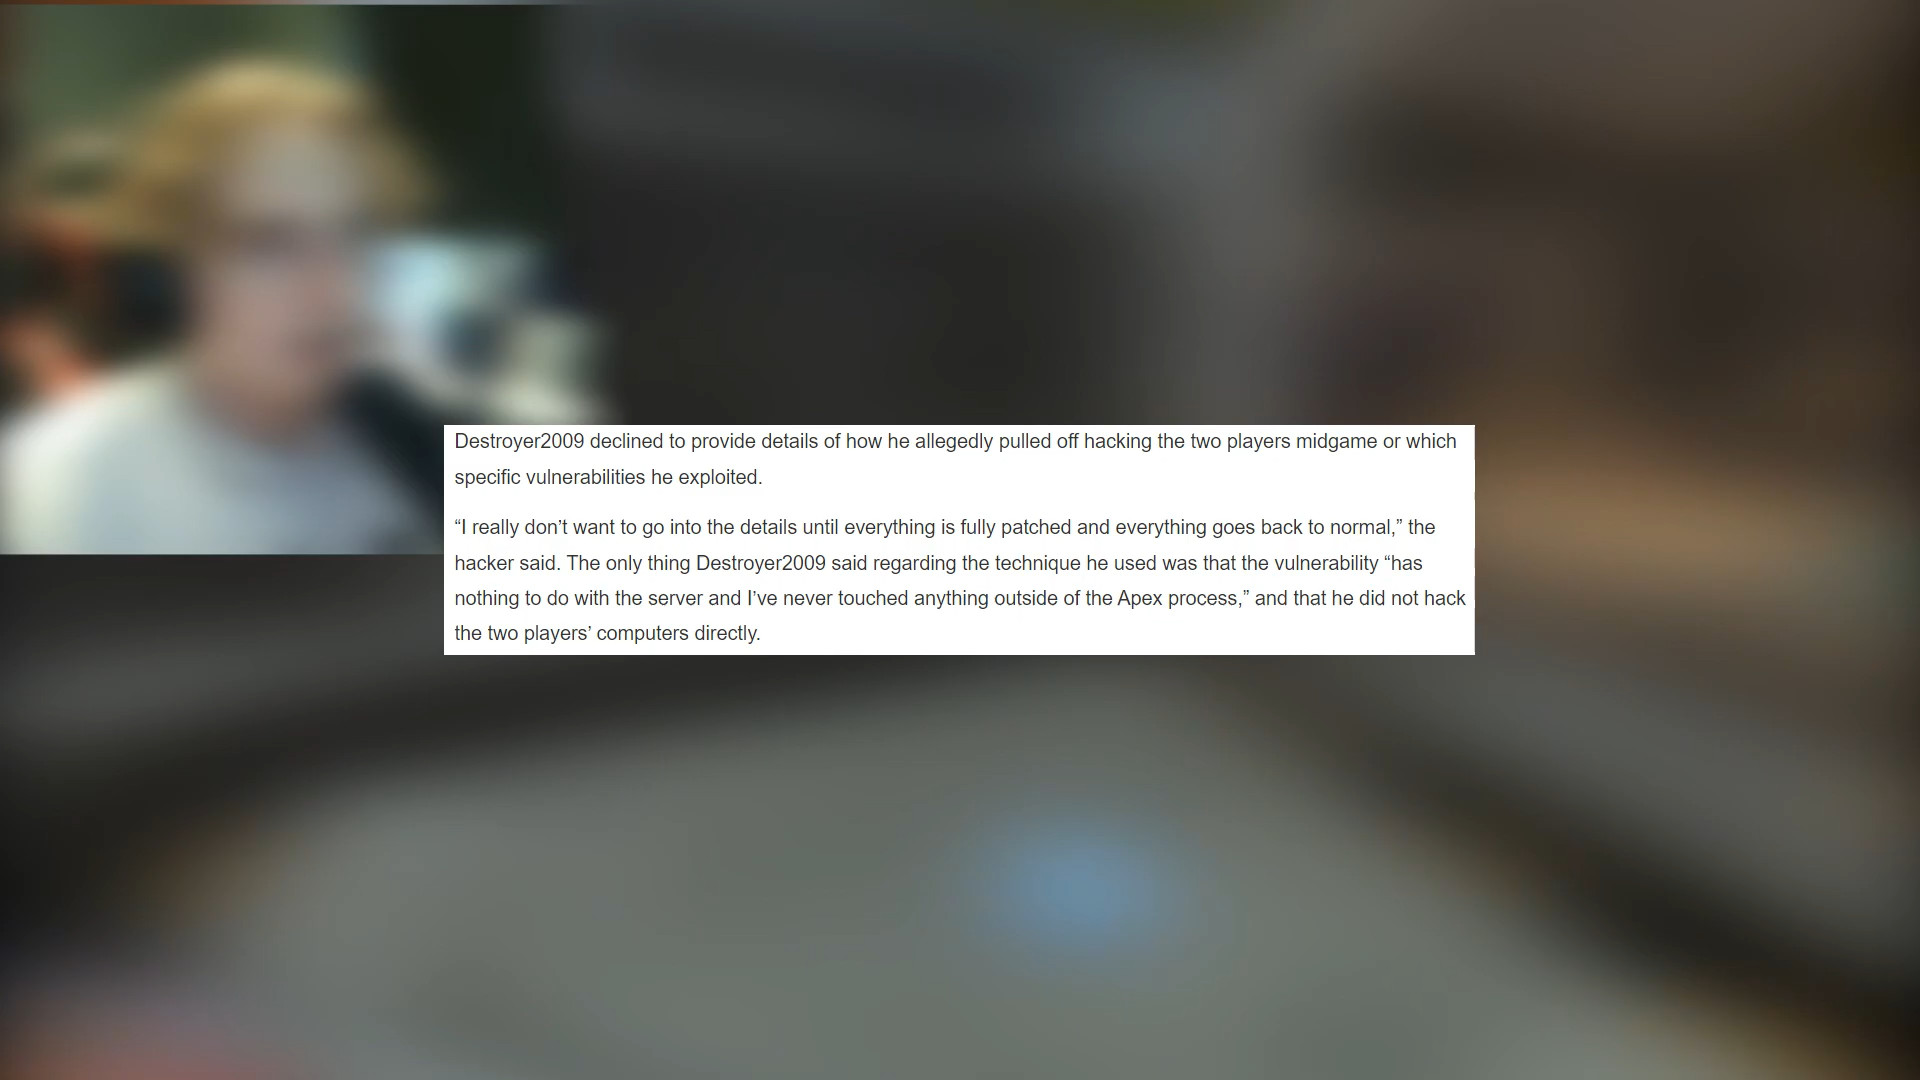 Destroyer2009 declined to provide details of how he allegedly pulled off hacking the two players midgame or which
specific vulnerabilities he exploited.
“I really don’t want to go into the details until everything is fully patched and everything goes back to normal,” the
hacker said. The only thing Destroyer2009 said regarding the technique he used was that the vulnerability “has
nothing to do with the server and I’ve never touched anything outside of the Apex process,” and that he did not hack
the two players’ computers directly.